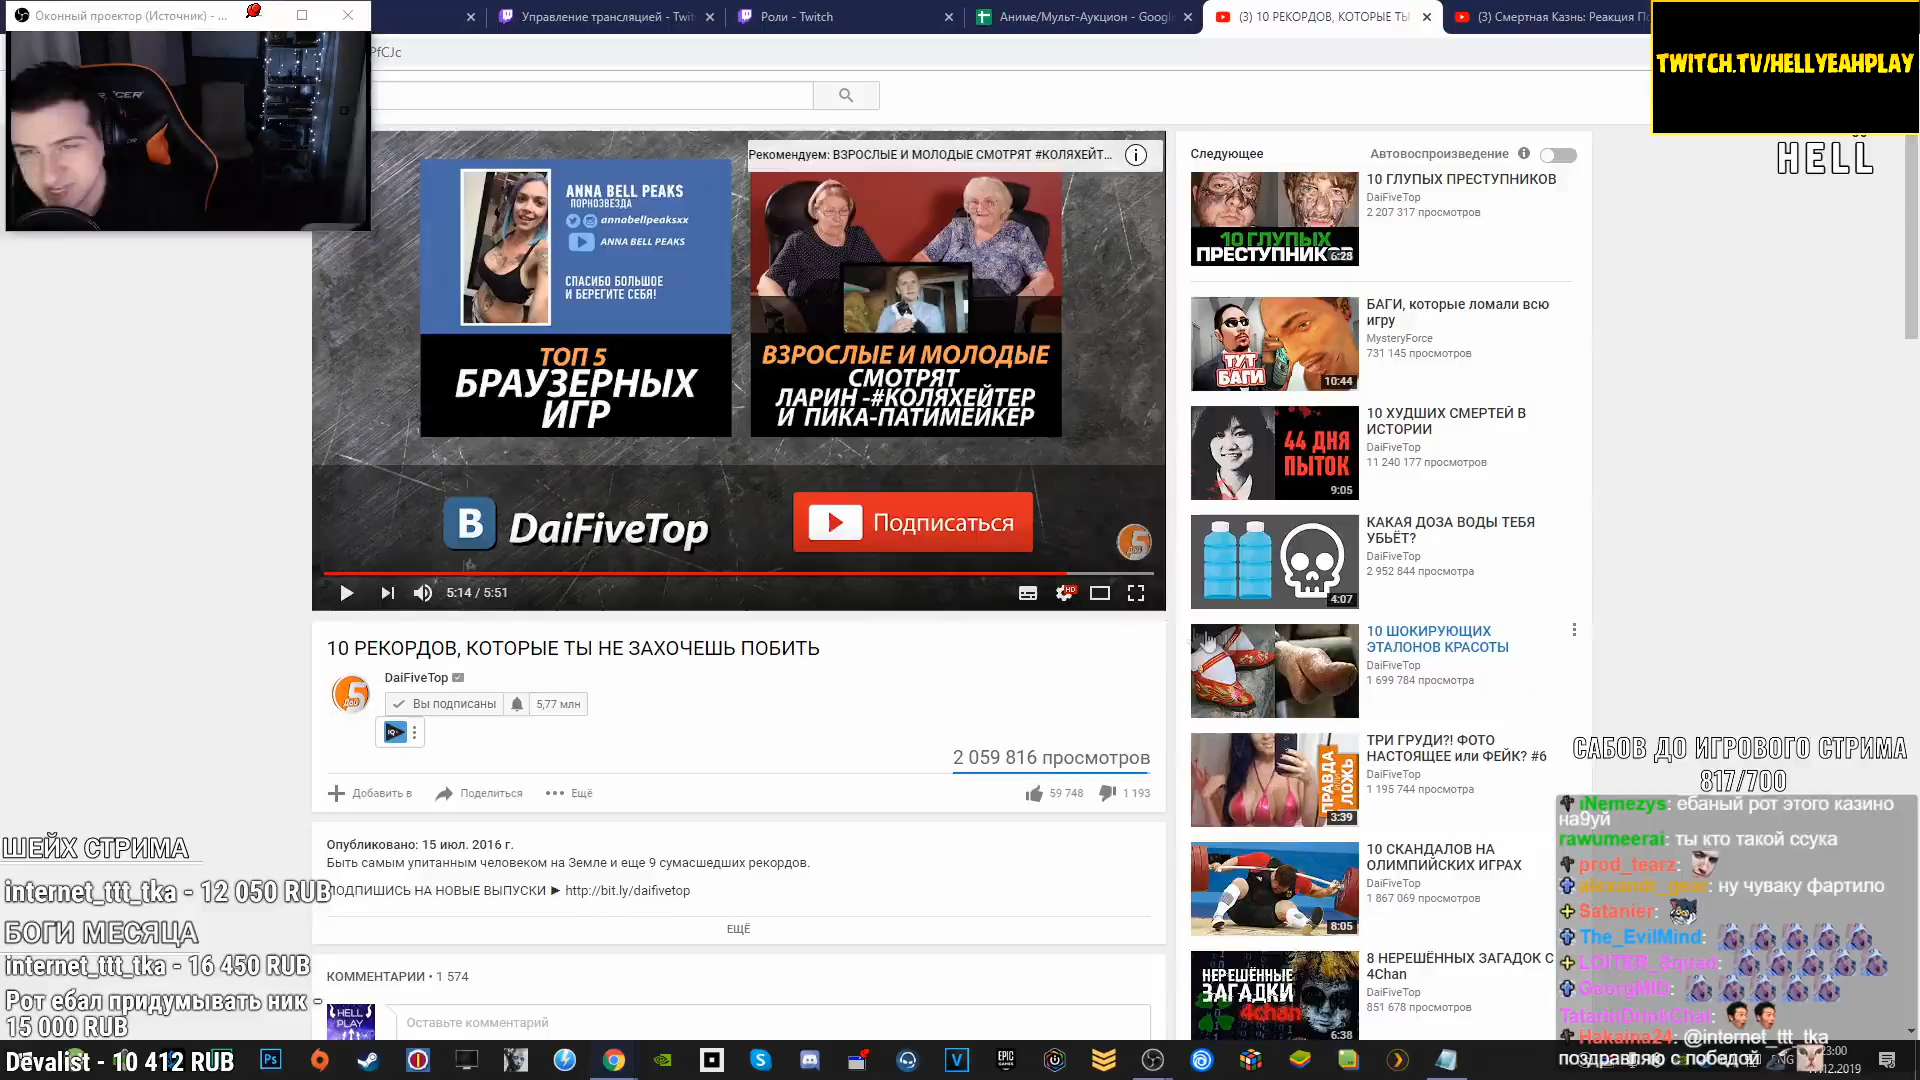 Оконный проектор (Источник) - ...
Управление трансляцией - Twit
Роли - Twitch
Аниме/Мульт-Аукцион - Google
(3) 10 РЕКОРДОВ, КОТОРЫЕ ТЫ
(3) Смертная Казнь: Реакция По
PfCJc
TWITCH.TV/HELLYEAHPLAY
HELL
Рекомендуем: ВЗРОСЛЫЕ И МОЛОДЫЕ СМОТРЯТ #КОЛЯХЕЙТ...
ANNA BELL PEAKS
ПОРНОЗВЕЗДА
annabellpeaksxx
ANNA BELL PEAKS
СПАСИБО БОЛЬШОЕ
И БЕРЕГИТЕ СЕБЯ!
ТОП 5
БРАУЗЕРНЫХ
ИГР
ВЗРОСЛЫЕ И МОЛОДЫЕ
СМОТРЯТ
ЛАРИН -#КОЛЯХЕЙТЕР
И ПИКА-ПАТИМЕЙКЕР
B DaiFiveTop
Подписаться
5:14 / 5:51
HD
10 РЕКОРДОВ, КОТОРЫЕ ТЫ НЕ ЗАХОЧЕШЬ ПОБИТЬ
DaiFiveTop
Вы подписаны
5,77 млн
2 059 816 просмотров
Добавить в
Поделиться
Ещё
59 748
1 193
Опубликовано: 15 июл. 2016 г.
Быть самым упитанным человеком на Земле и еще 9 сумасшедших рекордов.
ПОДПИШИСЬ НА НОВЫЕ ВЫПУСКИ ► http://bit.ly/daifivetop
ЕЩЁ
КОММЕНТАРИИ • 1 574
HELL
PLAY
Оставьте комментарий
Следующее
Автовоспроизведение
10 ГЛУПЫХ ПРЕСТУПНИКОВ
DaiFiveTop
2 207 317 просмотров
10 ГЛУПЫХ
ПРЕСТУПНИКОВ
6:28
БАГИ, которые ломали всю
игру
MysteryForce
731 145 просмотров
ТУТ
БАГИ
10:44
10 ХУДШИХ СМЕРТЕЙ В
ИСТОРИИ
DaiFiveTop
11 240 177 просмотров
44 ДНЯ
ПЫТОК
9:05
КАКАЯ ДОЗА ВОДЫ ТЕБЯ
УБЬЁТ?
DaiFiveTop
2 952 844 просмотра
4:07
10 ШОКИРУЮЩИХ
ЭТАЛОНОВ КРАСОТЫ
DaiFiveTop
1 699 784 просмотра
ТРИ ГРУДИ?! ФОТО
НАСТОЯЩЕЕ или ФЕЙК? #6
DaiFiveTop
1 195 744 просмотра
ПРАВДА
ИЛИ
ЛОЖЬ
3:39
10 СКАНДАЛОВ НА
ОЛИМПИЙСКИХ ИГРАХ
DaiFiveTop
1 867 069 просмотров
8:05
8 НЕРЕШЁННЫХ ЗАГАДОК С
4Chan
DaiFiveTop
851 678 просмотров
НЕРЕШЁННЫЕ
ЗАГАДКИ
4chan
6:38
САБОВ ДО ИГРОВОГО СТРИМА
817/700
iNemezys: ебаный рот этого казино
на9уй
rawumeerai: ты кто такой ссука
prod_tearz:
alexandr_gear: ну чуваку фартило
Satanier:
The_EvilMind:
LOITER_Squad:
GeorgMID:
TatarinDrinkChai:
Hakaina24: @internet_ttt_tka
поздравляю с победой
ШЕЙХ СТРИМА
internet_ttt_tka - 12 050 RUB
БОГИ МЕСЯЦА
internet_ttt_tka - 16 450 RUB
Рот ебал придумывать ник -
15 000 RUB
Devalist - 10 412 RUB
23:00